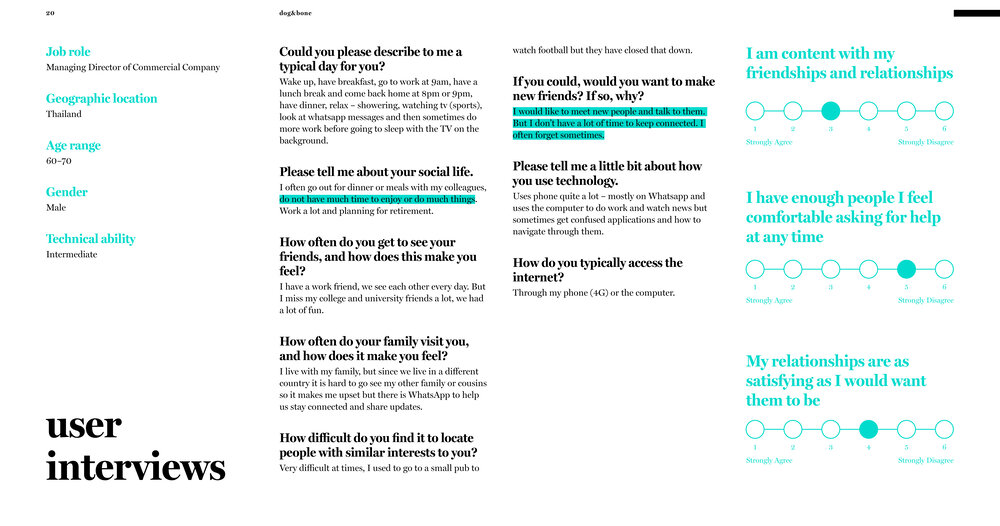 20
dog&bone
Job role
Managing Director of Commercial Company
Geographic location
Thailand
Age range
60–70
Gender
Male
Technical ability
Intermediate
user
interviews
Could you please describe to me a
typical day for you?
Wake up, have breakfast, go to work at 9am, have a
lunch break and come back home at 8pm or 9pm,
have dinner, relax – showering, watching tv (sports),
look at whatsapp messages and then sometimes do
more work before going to sleep with the TV on the
background.
Please tell me about your social life.
I often go out for dinner or meals with my colleagues,
do not have much time to enjoy or do much things.
Work a lot and planning for retirement.
How often do you get to see your
friends, and how does this make you
feel?
I have a work friend, we see each other every day. But
I miss my college and university friends a lot, we had
a lot of fun.
How often do your family visit you,
and how does it make you feel?
I live with my family, but since we live in a different
country it is hard to go see my other family or cousins
so it makes me upset but there is WhatsApp to help
us stay connected and share updates.
How difficult do you find it to locate
people with similar interests to you?
Very difficult at times, I used to go to a small pub to
watch football but they have closed that down.
If you could, would you want to make
new friends? If so, why?
I would like to meet new people and talk to them.
But I don't have a lot of time to keep connected. I
often forget sometimes.
Please tell me a little bit about how
you use technology.
Uses phone quite a lot – mostly on Whatsapp and
uses the computer to do work and watch news but
sometimes get confused applications and how to
navigate through them.
How do you typically access the
internet?
Through my phone (4G) or the computer.
I am content with my
friendships and relationships
1 2 3 4 5 6
Strongly Agree Strongly Disagree
I have enough people I feel
comfortable asking for help
at any time
1 2 3 4 5 6
Strongly Agree Strongly Disagree
My relationships are as
satisfying as I would want
them to be
1 2 3 4 5 6
Strongly Agree Strongly Disagree